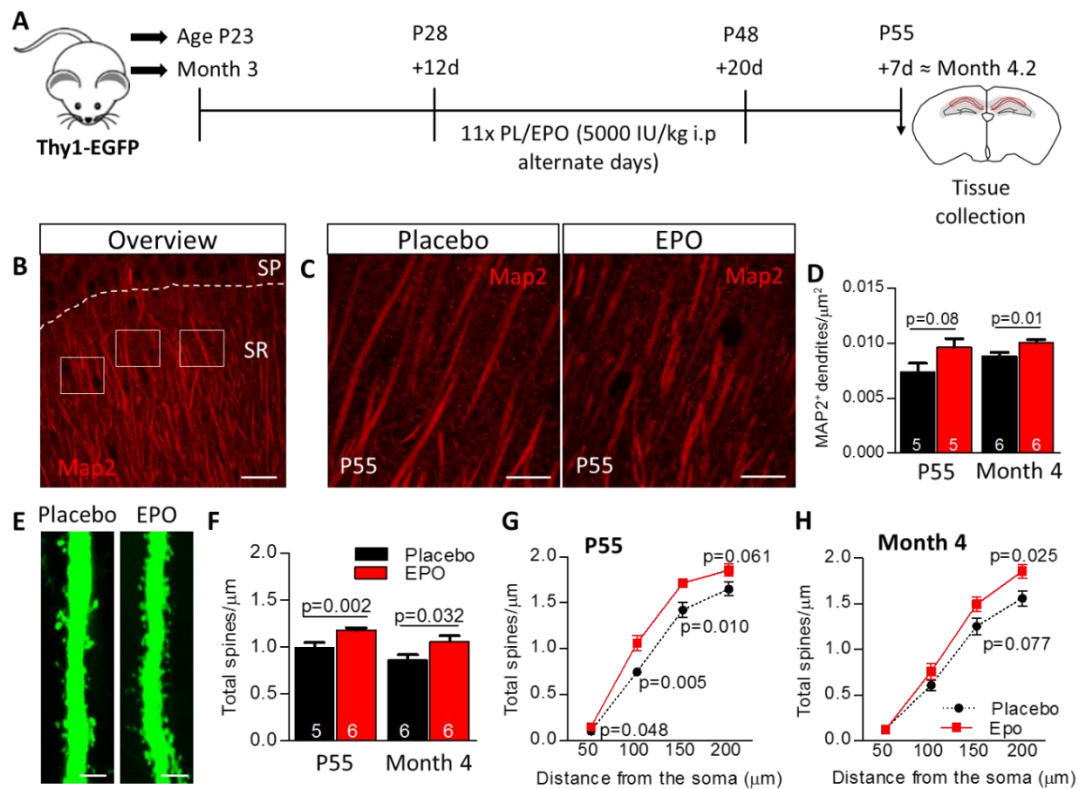 A
Age P23
Month 3
Thy1-EGFP
P28
+12d
P48
+20d
P55
+7d ≈ Month 4.2
11x PL/EPO (5000 IU/kg i.p
alternate days)
Tissue
collection
Overview
B
SP
SR
Map2
Placebo
EPO
C
Map2
Map2
P55
P55
D
MAP2⁺ dendrites/μm²
0.015
0.010
0.005
0.000
p=0.08
p=0.01
5
5
6
6
P55
Month 4
E
Placebo
EPO
F
Total spines/μm
2.0
1.5
1.0
0.5
0.0
Placebo
EPO
p=0.002
p=0.032
5
6
6
6
P55
Month 4
G
P55
Total spines/μm
2.0
1.5
1.0
0.5
0.0
p=0.061
p=0.010
p=0.005
p=0.048
50
100
150
200
Distance from the soma (μm)
H
Month 4
Total spines/μm
2.0
1.5
1.0
0.5
0.0
p=0.025
p=0.077
Placebo
Epo
50
100
150
200
Distance from the soma (μm)